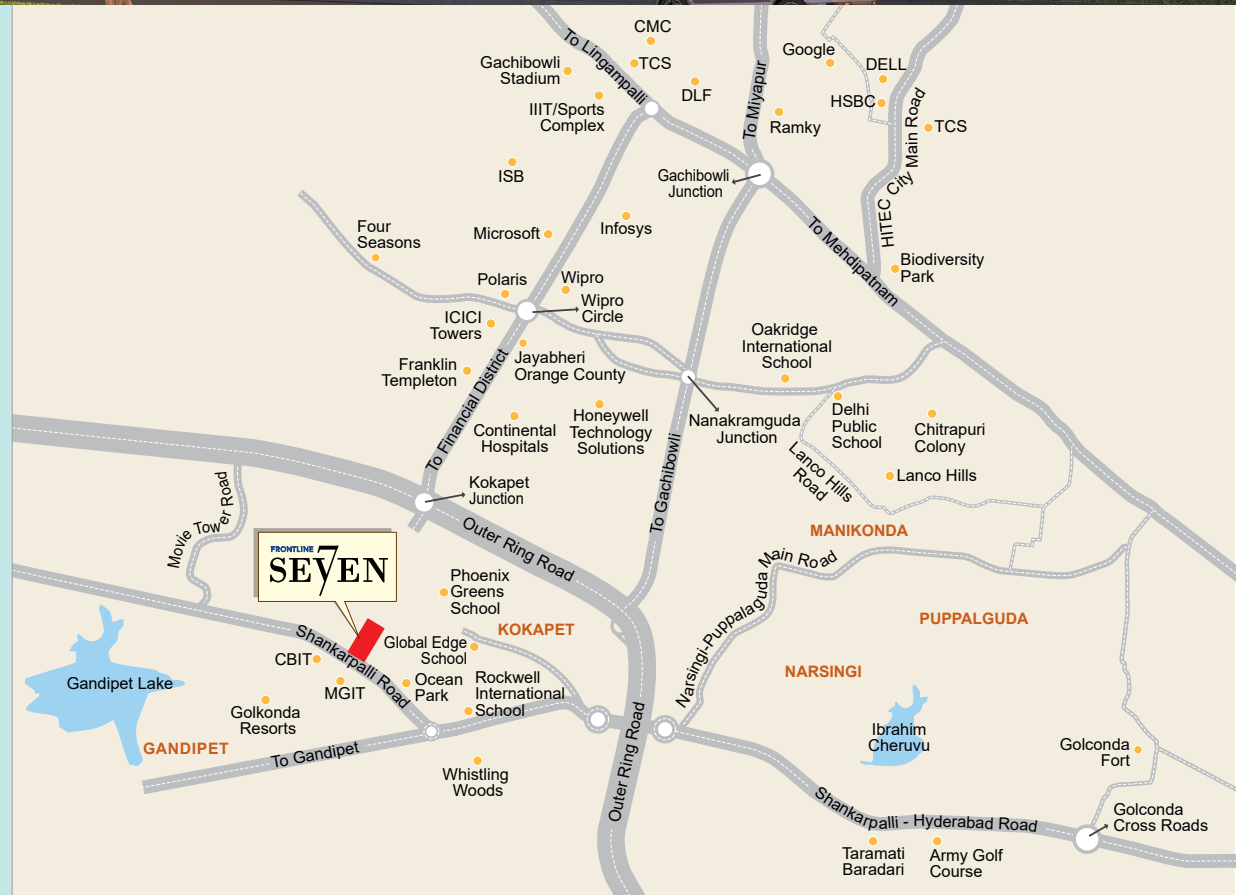 CMC
To Lingampalli
TCS
Gachibowli
Stadium
DLF
IIIT/Sports
Complex
To Miyapur
Google
DELL
HSBC
Ramky
TCS
HITEC City Main Road
ISB
Gachibowli
Junction
Infosys
Microsoft
Four
Seasons
To Mehdipatnam
Biodiversity
Park
Polaris
Wipro
Wipro
Circle
ICICI
Towers
Oakridge
International
School
Franklin
Templeton
Jayabheri
Orange County
To Financial District
Continental
Hospitals
Honeywell
Technology
Solutions
Nanakramguda
Junction
Delhi
Public
School
Chitrapuri
Colony
Lanco Hills
Road
Lanco Hills
To Gachibowli
Kokapet
Junction
Outer Ring Road
MANIKONDA
Movie Tower Road
FRONTLINE
SE7EN
Phoenix
Greens
School
KOKAPET
Narsingi-Puppalaguda Main Road
PUPPALGUDA
NARSINGI
Shankarpalli Road
Global Edge
School
CBIT
MGIT
Ocean
Park
Rockwell
International
School
Gandipet Lake
Golkonda
Resorts
GANDIPET
To Gandipet
Whistling
Woods
Outer Ring Road
Ibrahim
Cheruvu
Golconda
Fort
Shankarpalli - Hyderabad Road
Golconda
Cross Roads
Taramati
Baradari
Army Golf
Course